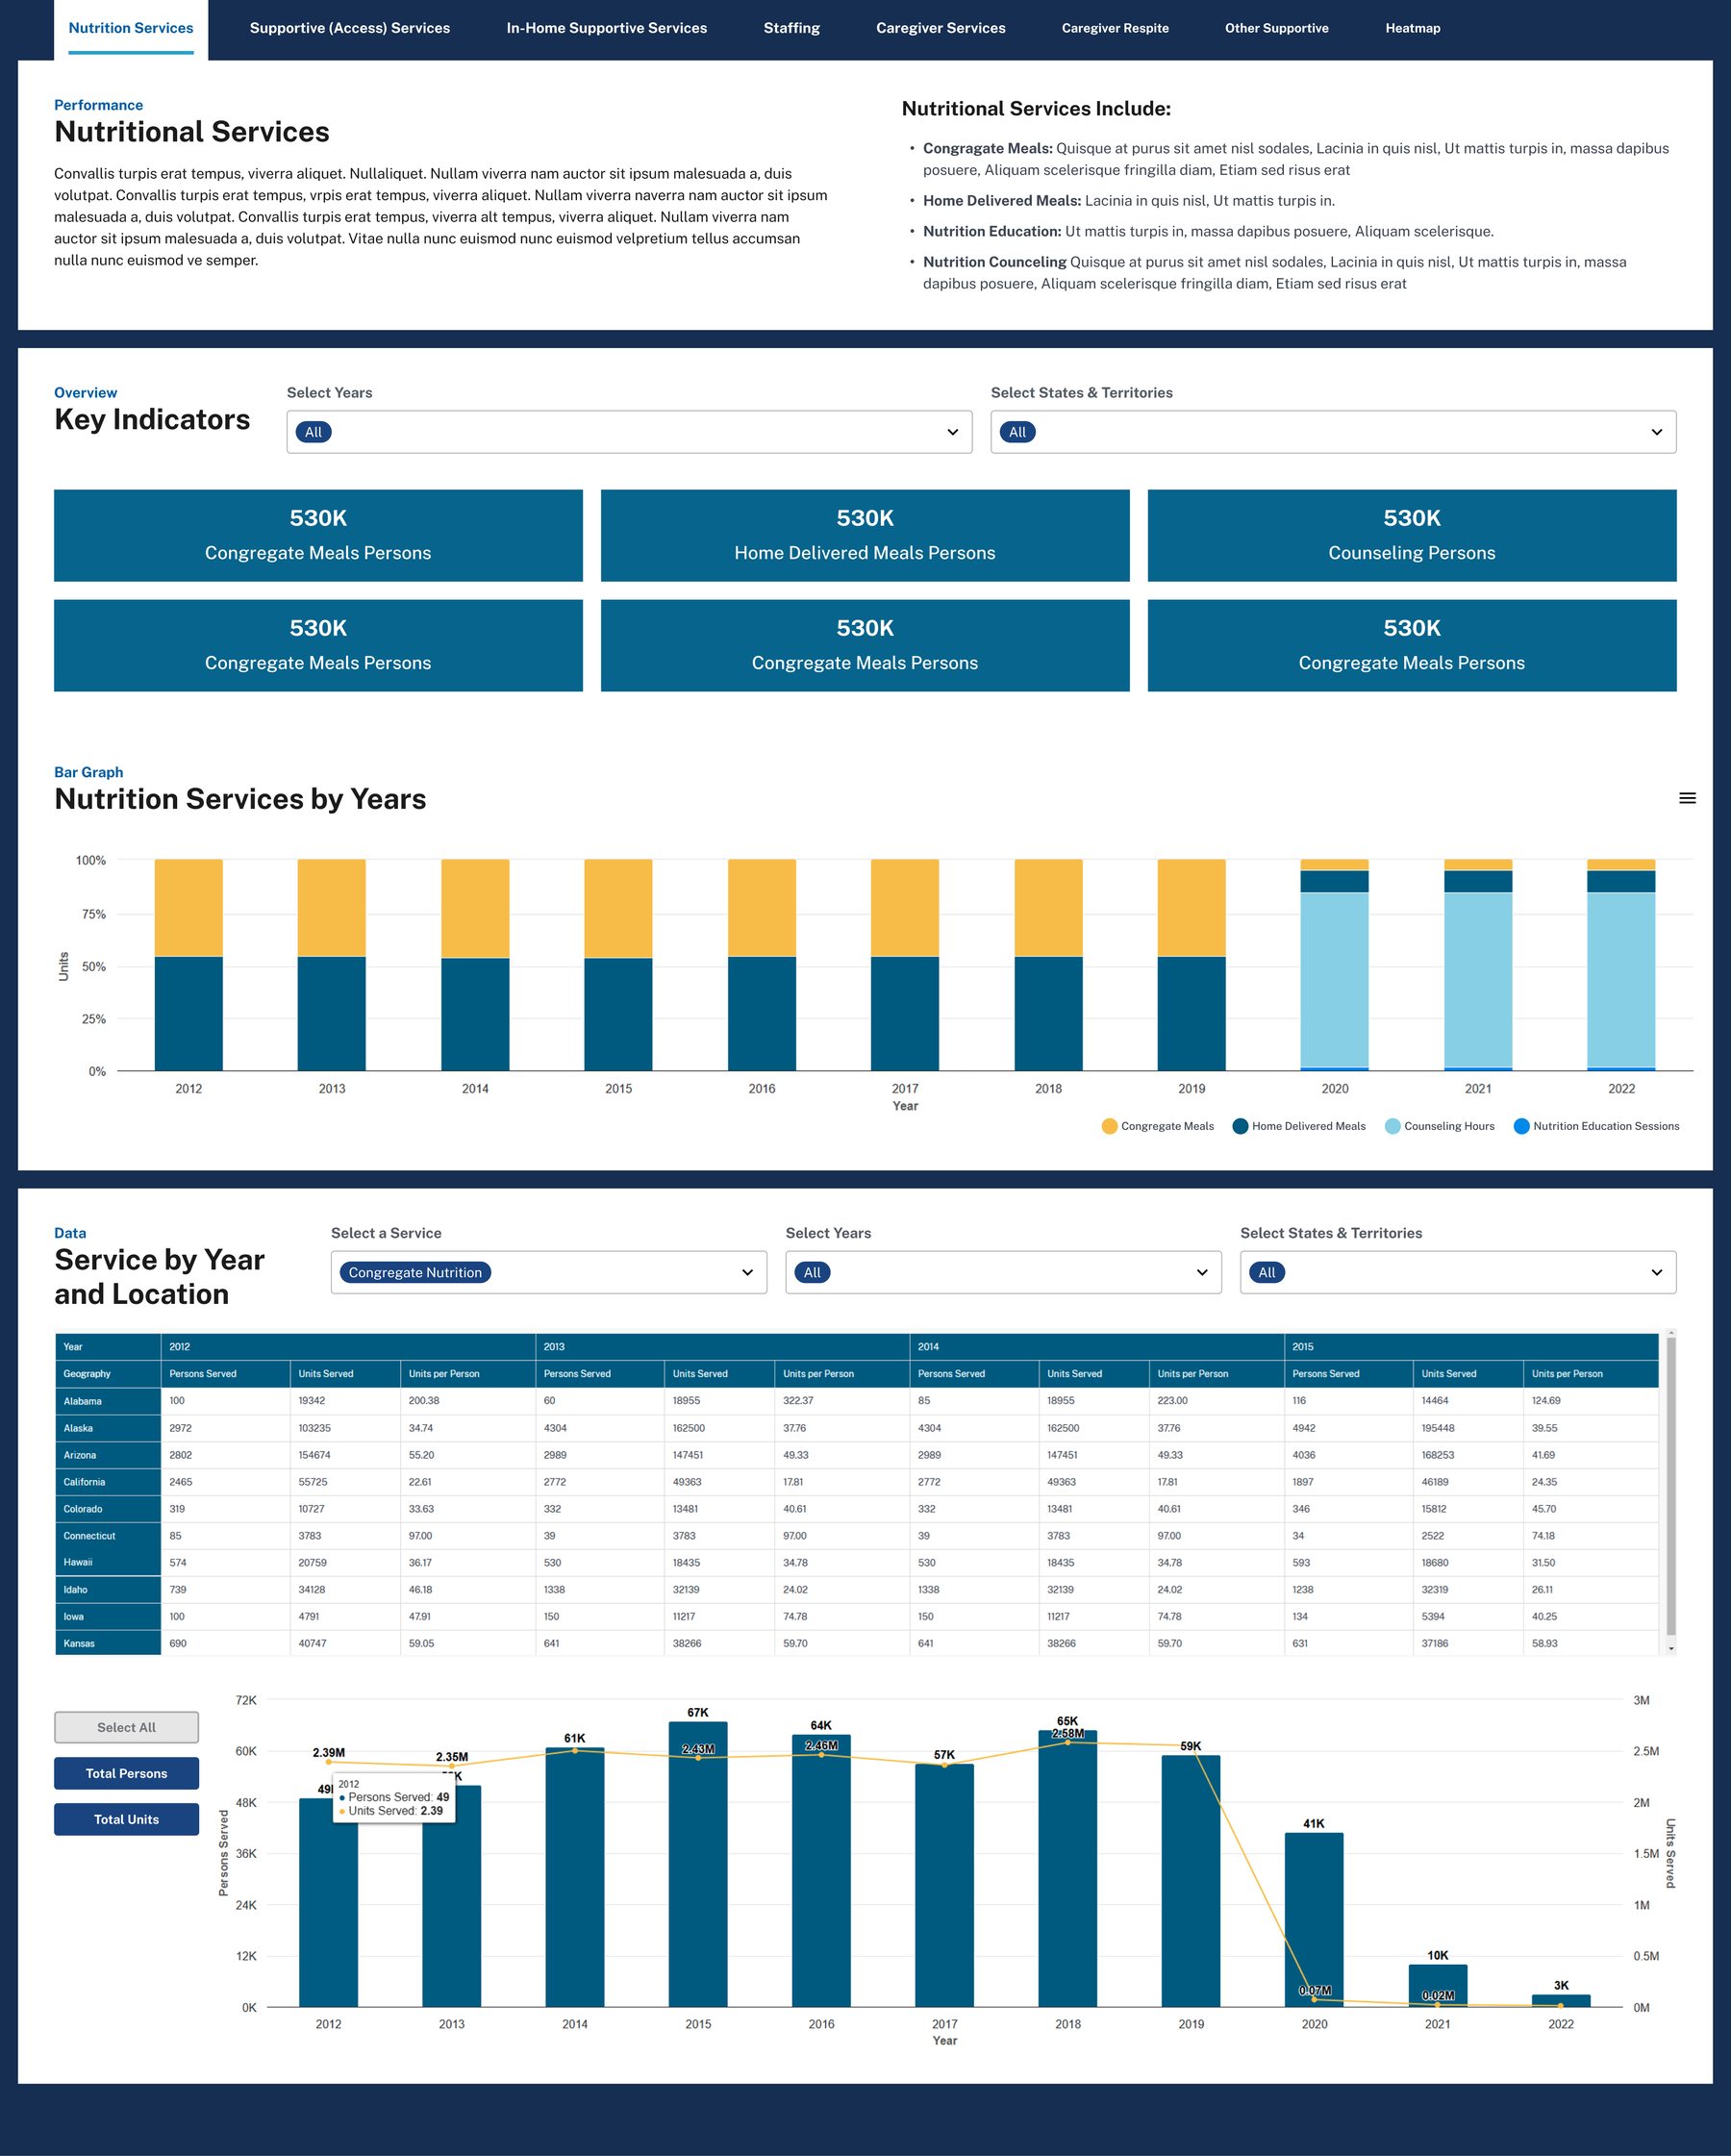 Nutrition Services Supportive (Access) Services In-Home Supportive Services Staffing Caregiver Services Caregiver Respite Other Supportive Heatmap
Performance
Nutritional Services
Convallis turpis erat tempus, viverra aliquet. Nullaliquet. Nullam viverra nam auctor sit ipsum malesuada a, duis
volutpat. Convallis turpis erat tempus, vrpis erat tempus, viverra aliquet. Nullam viverra naverra nam auctor sit ipsum
malesuada a, duis volutpat. Convallis turpis erat tempus, viverra alt tempus, viverra aliquet. Nullam viverra nam
auctor sit ipsum malesuada a, duis volutpat. Vitae nulla nunc euismod nunc euismod velpretium tellus accumsan
nulla nunc euismod ve semper.
Nutritional Services Include:
• Congragate Meals: Quisque at purus sit amet nisl sodales, Lacinia in quis nisl, Ut mattis turpis in, massa dapibus
posuere, Aliquam scelerisque fringilla diam, Etiam sed risus erat
• Home Delivered Meals: Lacinia in quis nisl, Ut mattis turpis in.
• Nutrition Education: Ut mattis turpis in, massa dapibus posuere, Aliquam scelerisque.
• Nutrition Counceling Quisque at purus sit amet nisl sodales, Lacinia in quis nisl, Ut mattis turpis in, massa
dapibus posuere, Aliquam scelerisque fringilla diam, Etiam sed risus erat
Overview
Key Indicators
Select Years
All
Select States & Territories
All
530K
Congregate Meals Persons
530K
Home Delivered Meals Persons
530K
Counseling Persons
530K
Congregate Meals Persons
530K
Congregate Meals Persons
530K
Congregate Meals Persons
Bar Graph
Nutrition Services by Years
100%
75%
50%
25%
0%
Units
2012 2013 2014 2015 2016 2017 2018 2019 2020 2021 2022
Year
Congregate Meals Home Delivered Meals Counseling Hours Nutrition Education Sessions
Data
Service by Year
and Location
Select a Service
Congregate Nutrition
Select Years
All
Select States & Territories
All
Year 2012 2013 2014 2015
Geography Persons Served Units Served Units per Person Persons Served Units Served Units per Person Persons Served Units Served Units per Person Persons Served Units Served Units per Person
Alabama 100 19342 200.38 60 18955 322.37 85 18955 223.00 116 14464 124.69
Alaska 2972 103235 34.74 4304 162500 37.76 4304 162500 37.76 4942 195448 39.55
Arizona 2802 154674 55.20 2989 147451 49.33 2989 147451 49.33 4036 168253 41.69
California 2465 55725 22.61 2772 49363 17.81 2772 49363 17.81 1897 46189 24.35
Colorado 319 10727 33.63 332 13481 40.61 332 13481 40.61 346 15812 45.70
Connecticut 85 3783 97.00 39 3783 97.00 39 3783 97.00 34 2522 74.18
Hawaii 574 20759 36.17 530 18435 34.78 530 18435 34.78 593 18680 31.50
Idaho 739 34128 46.18 1338 32139 24.02 1338 32139 24.02 1238 32319 26.11
Iowa 100 4791 47.91 150 11217 74.78 150 11217 74.78 134 5394 40.25
Kansas 690 40747 59.05 641 38266 59.70 641 38266 59.70 631 37186 58.93
Select All
Total Persons
Total Units
72K
60K
48K
36K
24K
12K
0K
Persons Served
2.39M 2.35M 61K 67K 2.43M 64K 2.46M 57K 65K 2.58M 59K 41K 0.07M 10K 0.02M 3K
2012
Persons Served: 49
Units Served: 2.39
3M
2.5M
2M
1.5M
1M
0.5M
0M
Units Served
2012 2013 2014 2015 2016 2017 2018 2019 2020 2021 2022
Year